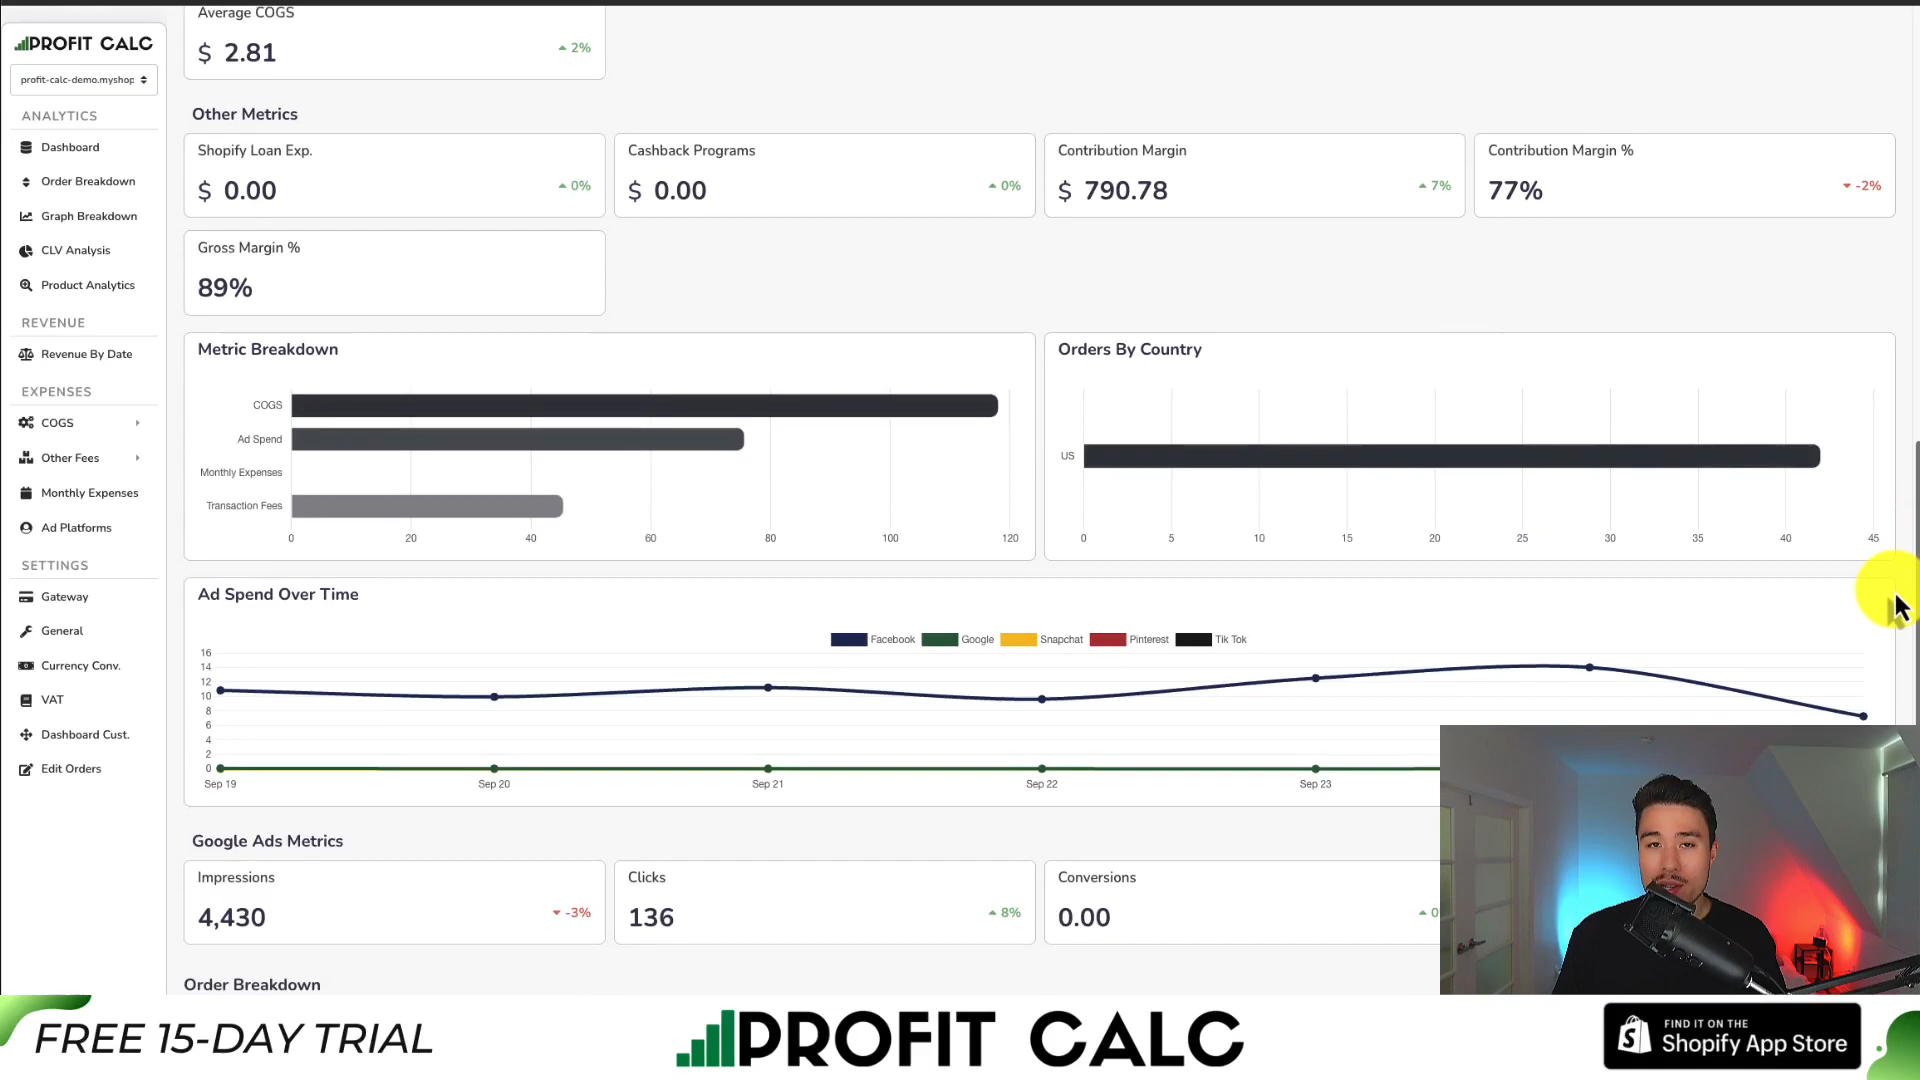 Average COGS
$ 2.81
2%
PROFIT CALC
profit-calc-demo.myshop
ANALYTICS
Dashboard
Order Breakdown
Graph Breakdown
CLV Analysis
Product Analytics
REVENUE
Revenue By Date
EXPENSES
COGS
Other Fees
Monthly Expenses
Ad Platforms
SETTINGS
Gateway
General
Currency Conv.
VAT
Dashboard Cust.
Edit Orders
Other Metrics
Shopify Loan Exp.
$ 0.00
0%
Cashback Programs
$ 0.00
0%
Contribution Margin
$ 790.78
7%
Contribution Margin %
77%
-2%
Gross Margin %
89%
Metric Breakdown
COGS
Ad Spend
Monthly Expenses
Transaction Fees
0 20 40 60 80 100 120
Orders By Country
US
0 5 10 15 20 25 30 35 40 45
Ad Spend Over Time
Facebook Google Snapchat Pinterest Tik Tok
16
14
12
10
8
6
4
2
0
Sep 19 Sep 20 Sep 21 Sep 22 Sep 23
Google Ads Metrics
Impressions
4,430
-3%
Clicks
136
8%
Conversions
0.00
0
Order Breakdown
FREE 15-DAY TRIAL
PROFIT CALC
FIND IT ON THE
Shopify App Store